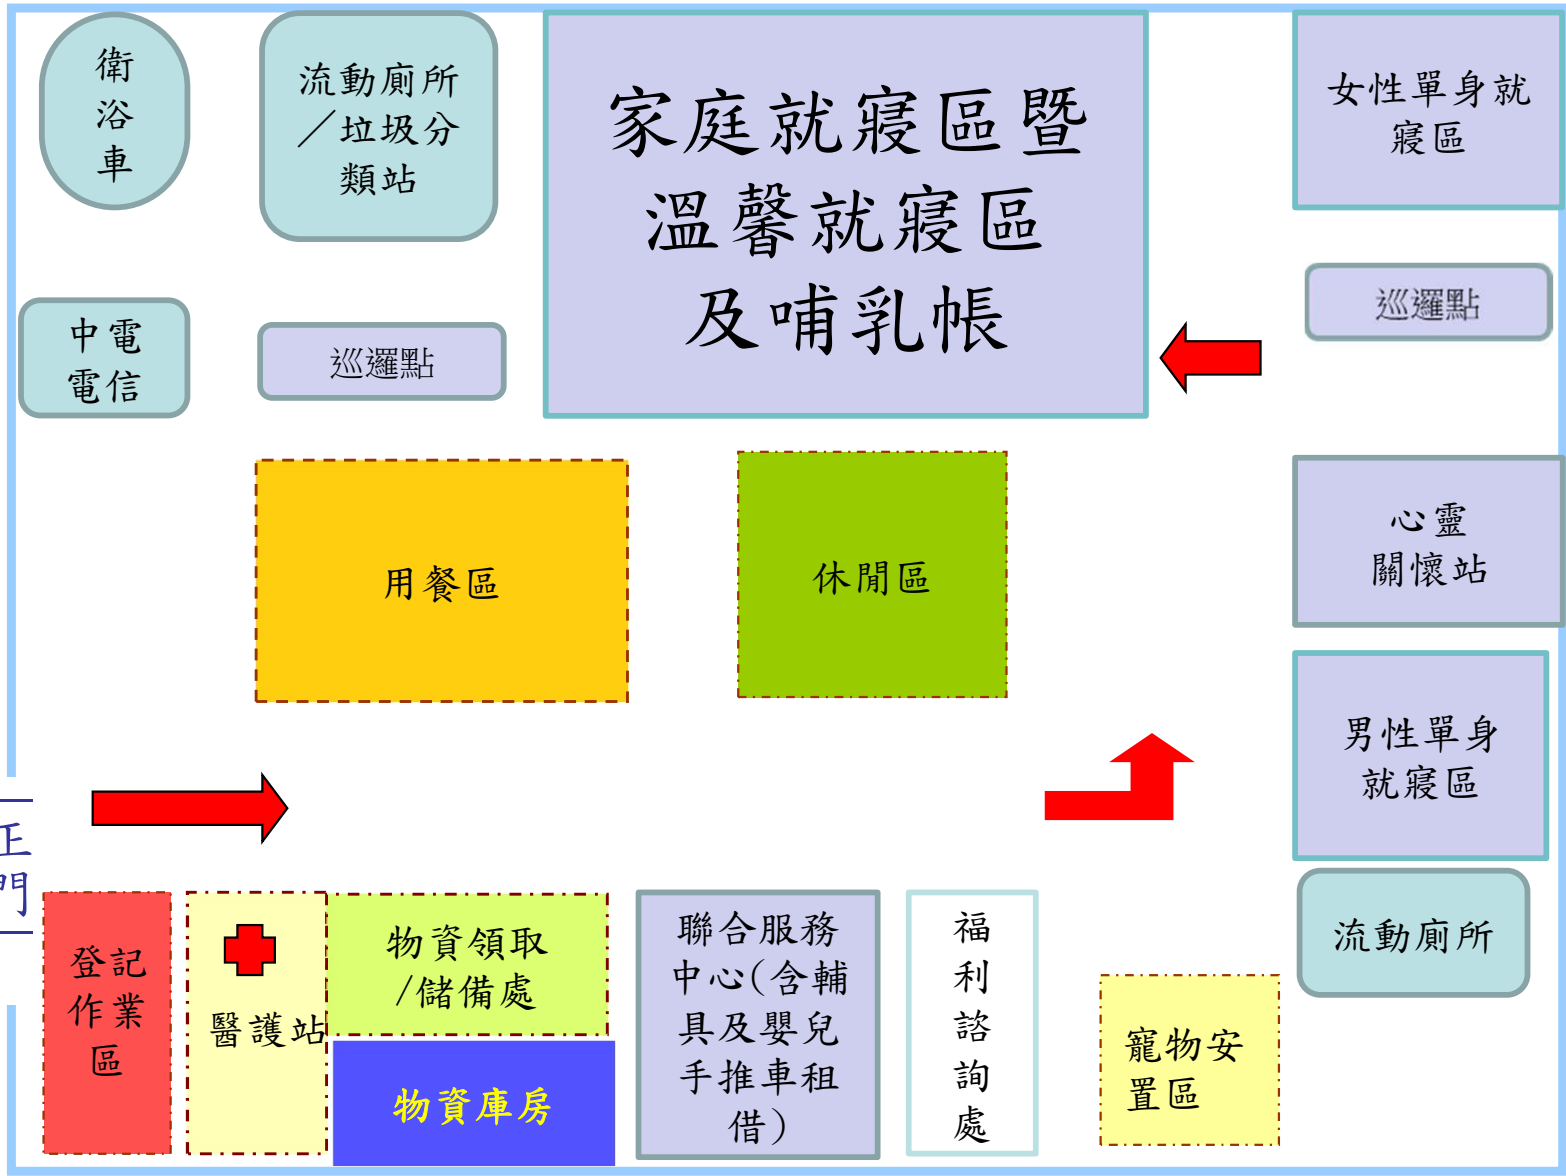 衛
浴
車
流動廁所
／垃圾分
類站
家庭就寢區暨
溫馨就寢區
及哺乳帳
女性單身就
寢區
中電
電信
巡邏點
巡邏點
用餐區
休閒區
心靈
關懷站
男性單身
就寢區
正
門
登記
作業
區
醫護站
物資領取
/儲備處
物資庫房
聯合服務
中心(含輔
具及嬰兒
手推車租
借)
福
利
諮
詢
處
寵物安
置區
流動廁所